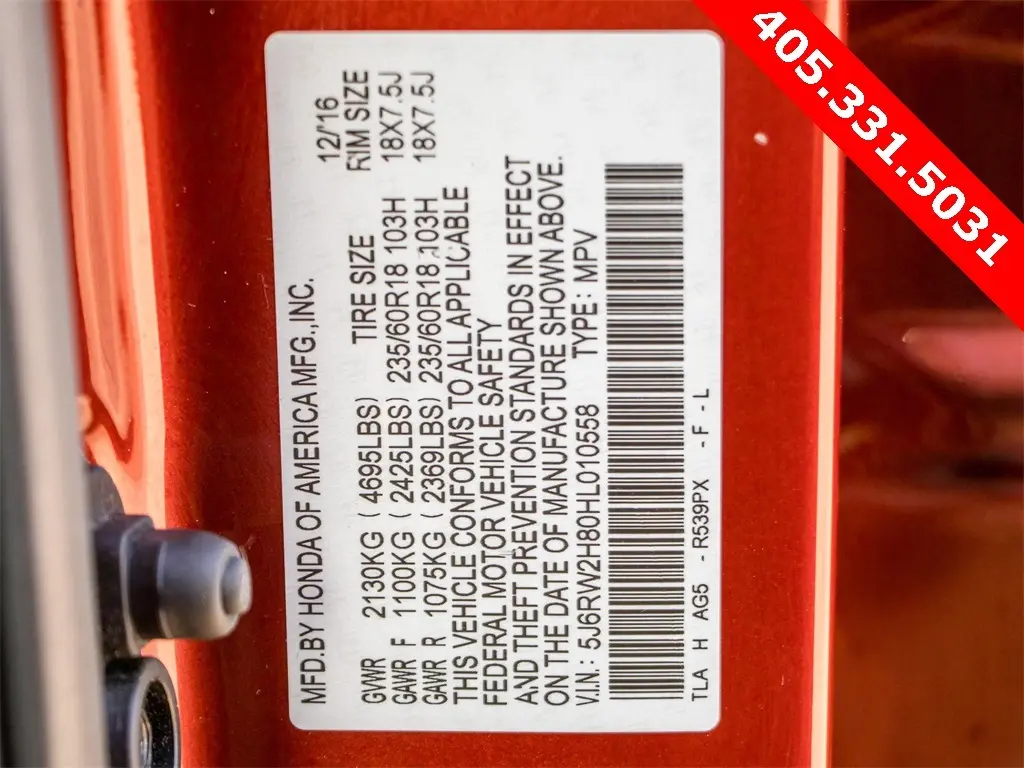 MFD.BY HONDA OF AMERICA MFG.,INC. 12/16
TIRE SIZE RIM SIZE
GVWR 2130KG ( 4695LBS)
GAWR F 1100KG ( 2425LBS) 235/60R18 103H 18X7.5J
GAWR R 1075KG ( 2369LBS) 235/60R18 103H 18X7.5J
THIS VEHICLE CONFORMS TO ALL APPLICABLE
FEDERAL MOTOR VEHICLE SAFETY
AND THEFT PREVENTION STANDARDS IN EFFECT
ON THE DATE OF MANUFACTURE SHOWN ABOVE.
V.I.N.: 5J6RW2H80HL010558 TYPE: MPV
TLA H AG5 - R539PX - F - L
405.331.5031